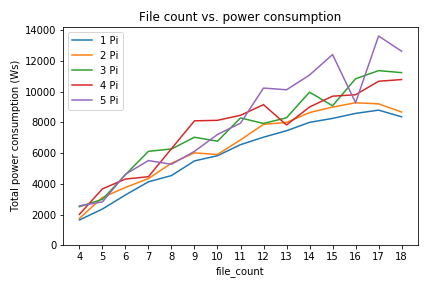 File count vs. power consumption
Total power consumption (Ws)
14000
12000
10000
8000
6000
4000
2000
0
1 Pi
2 Pi
3 Pi
4 Pi
5 Pi
4 5 6 7 8 9 10 11 12 13 14 15 16 17 18
file_count